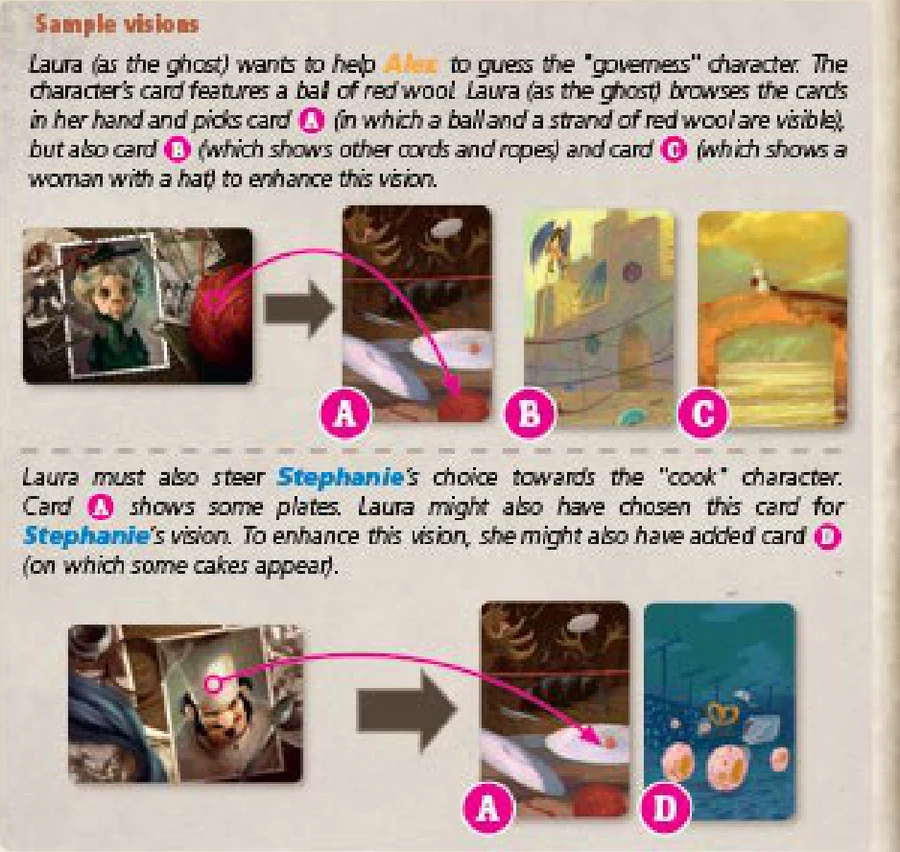 Sample visions
Laura (as the ghost) wants to help Alex to guess the "governess" character. The
character's card features a ball of red wool. Laura (as the ghost) browses the cards
in her hand and picks card A (in which a ball and a strand of red wool are visible),
but also card B (which shows other cords and ropes) and card C (which shows a
woman with a hat) to enhance this vision.
A B C
Laura must also steer Stephanie's choice towards the "cook" character.
Card A shows some plates. Laura might also have chosen this card for
Stephanie's vision. To enhance this vision, she might also have added card D
(on which some cakes appear).
A D